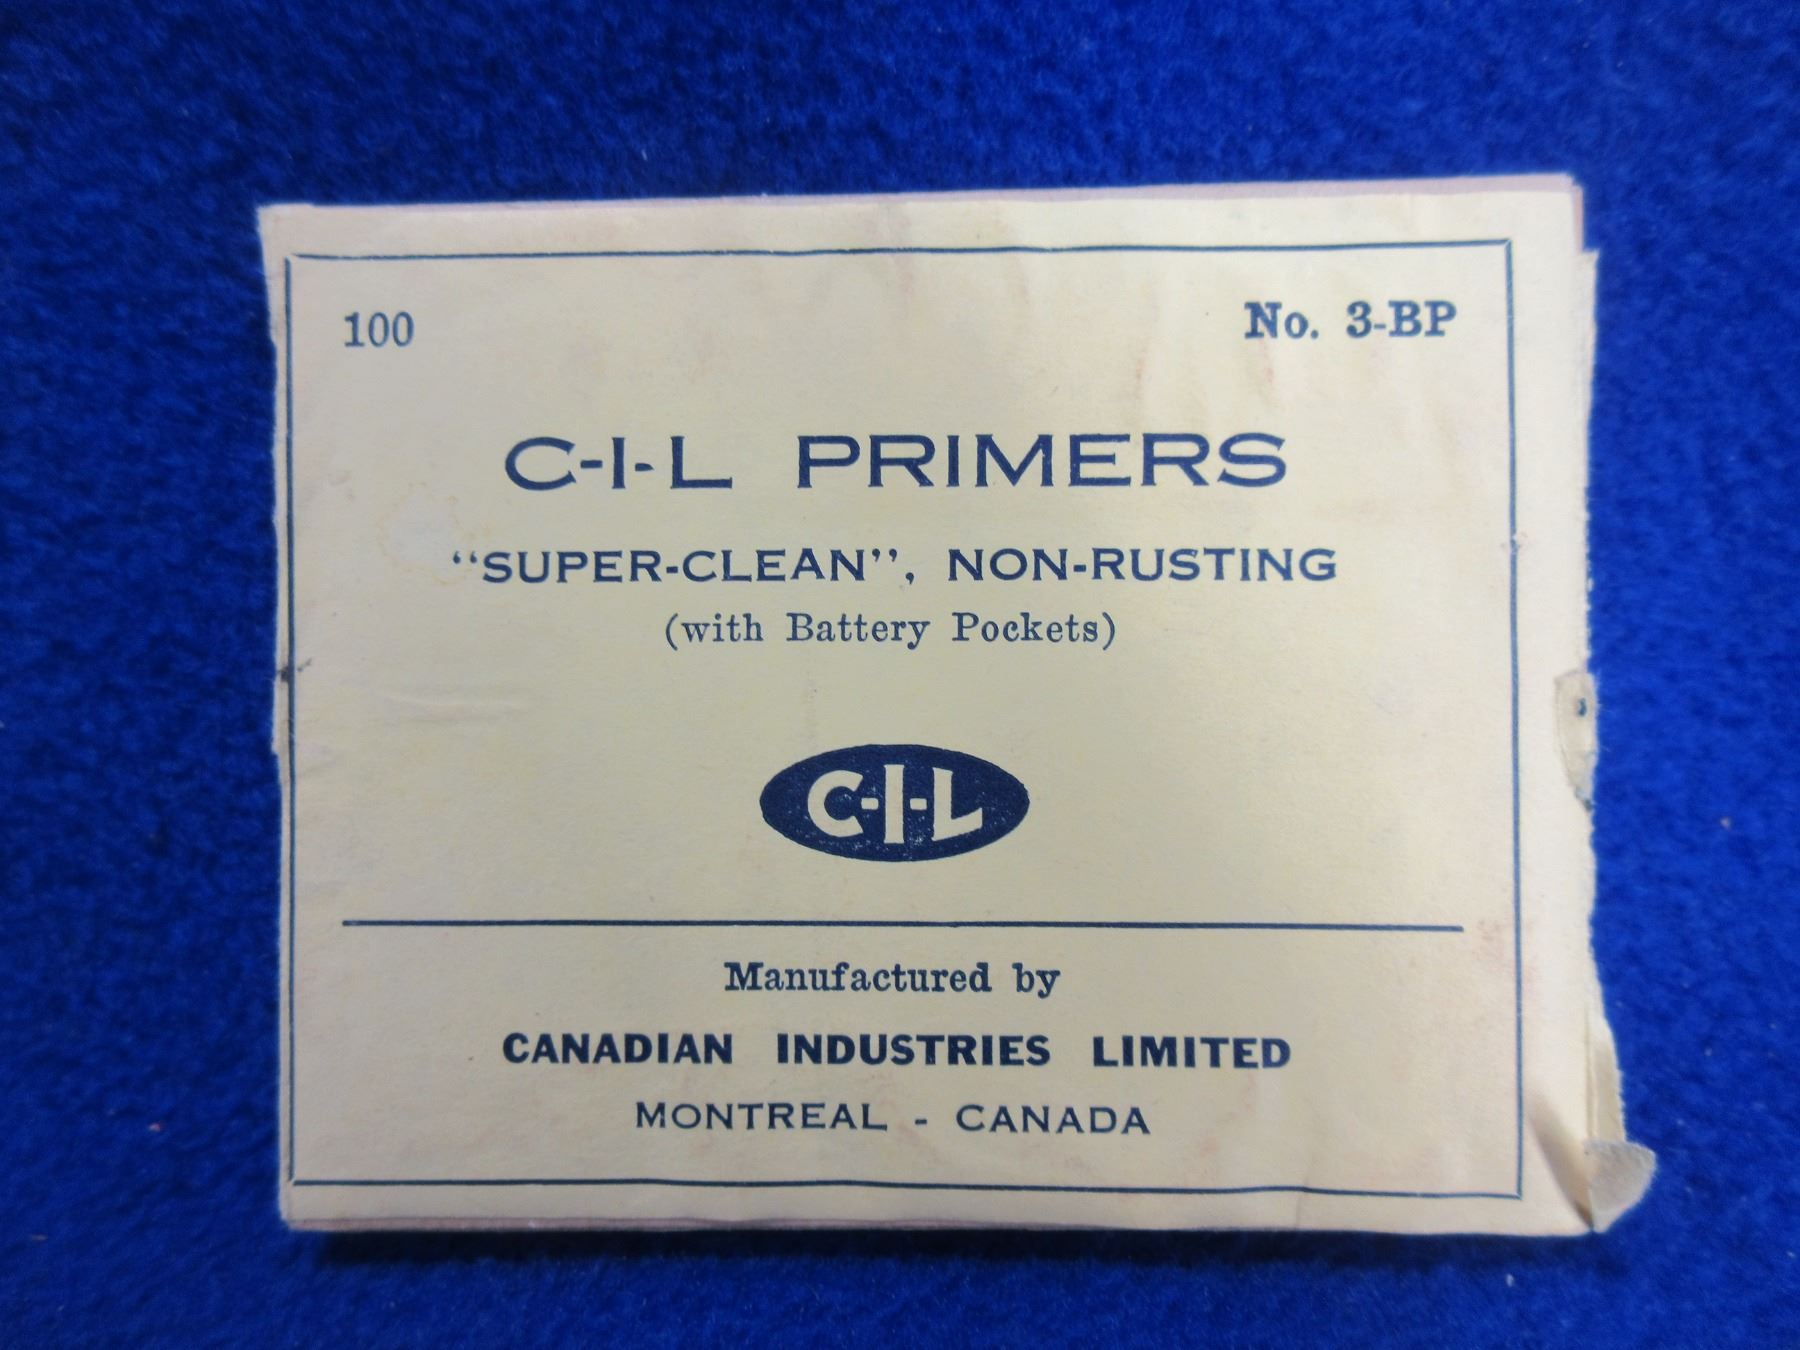 100 No. 3-BP
C-I-L PRIMERS
“SUPER-CLEAN”, NON-RUSTING
(with Battery Pockets)
C-I-L
Manufactured by
CANADIAN INDUSTRIES LIMITED
MONTREAL - CANADA